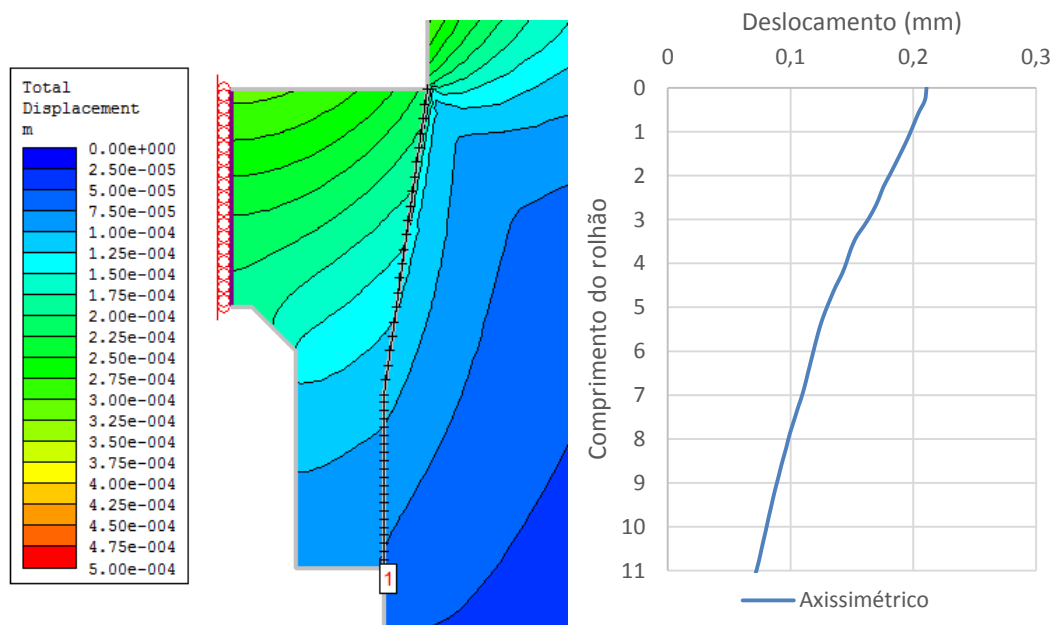 Total
Displacement
m
0.00e+000
2.50e-005
5.00e-005
7.50e-005
1.00e-004
1.25e-004
1.50e-004
1.75e-004
2.00e-004
2.25e-004
2.50e-004
2.75e-004
3.00e-004
3.25e-004
3.50e-004
3.75e-004
4.00e-004
4.25e-004
4.50e-004
4.75e-004
5.00e-004
1
Deslocamento (mm)
0 0,1 0,2 0,3
Comprimento do rolhão
0
1
2
3
4
5
6
7
8
9
10
11
Axissimétrico